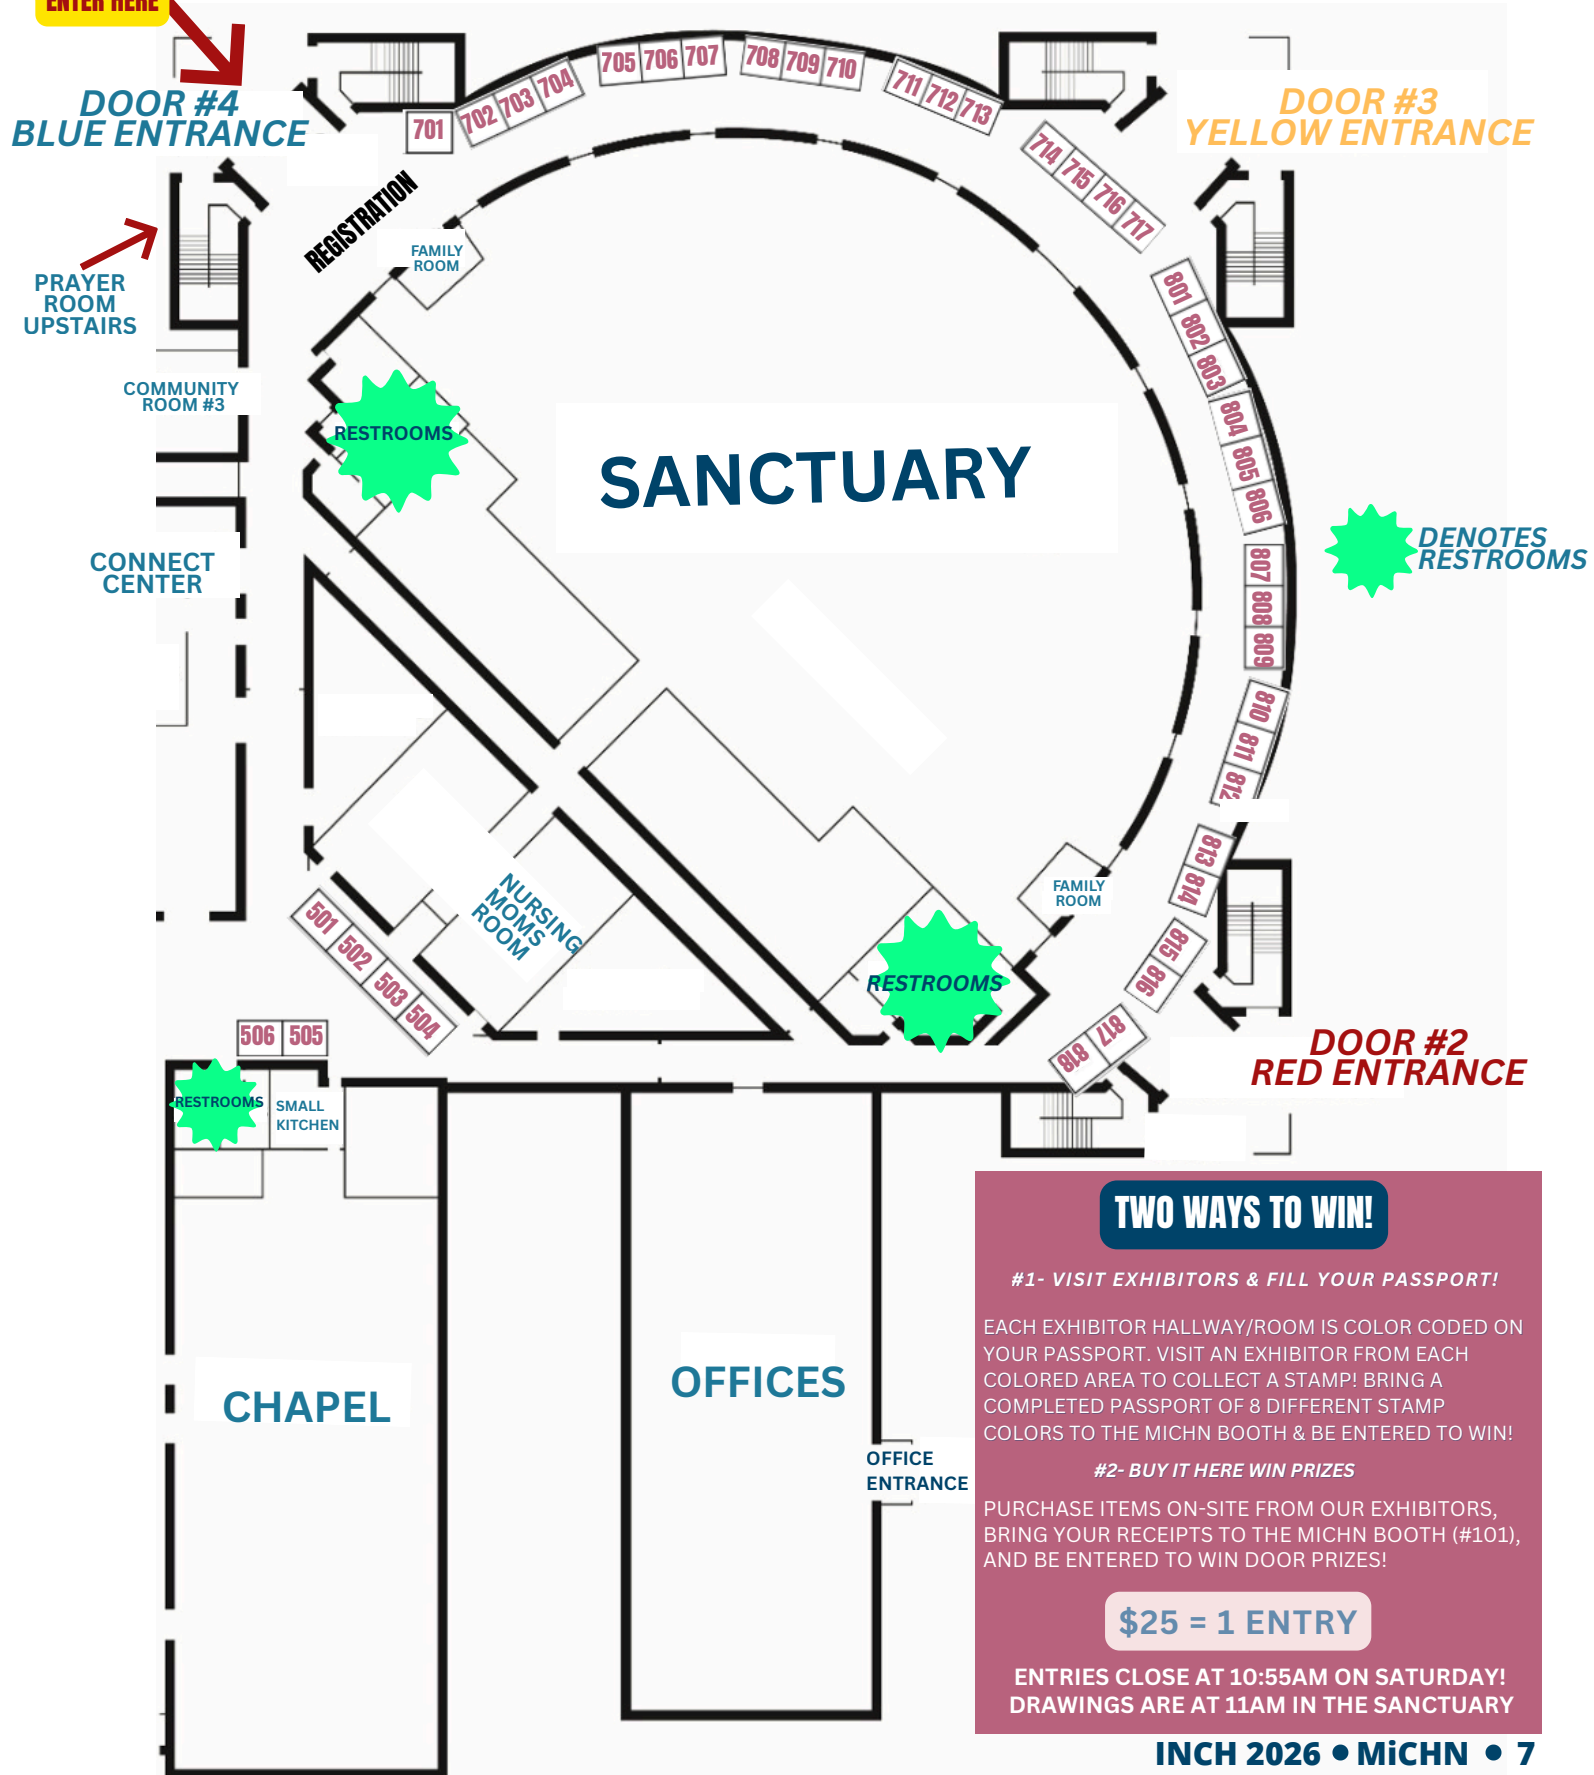 ENTER HERE
DOOR #4
BLUE ENTRANCE
DOOR #3
YELLOW ENTRANCE
701
702
703
704
705
706
707
708
709
710
711
712
713
714
715
716
717
REGISTRATION
FAMILY
ROOM
PRAYER
ROOM
UPSTAIRS
COMMUNITY
ROOM #3
RESTROOMS
SANCTUARY
801
802
803
804
805
806
807
808
809
810
811
812
813
814
815
816
817
818
DENOTES
RESTROOMS
CONNECT
CENTER
NURSING
MOMS
ROOM
FAMILY
ROOM
RESTROOMS
501
502
503
504
506
505
RESTROOMS
SMALL
KITCHEN
DOOR #2
RED ENTRANCE
CHAPEL
OFFICES
OFFICE
ENTRANCE
TWO WAYS TO WIN!
#1- VISIT EXHIBITORS & FILL YOUR PASSPORT!
EACH EXHIBITOR HALLWAY/ROOM IS COLOR CODED ON
YOUR PASSPORT. VISIT AN EXHIBITOR FROM EACH
COLORED AREA TO COLLECT A STAMP! BRING A
COMPLETED PASSPORT OF 8 DIFFERENT STAMP
COLORS TO THE MICHN BOOTH & BE ENTERED TO WIN!
#2- BUY IT HERE WIN PRIZES
PURCHASE ITEMS ON-SITE FROM OUR EXHIBITORS,
BRING YOUR RECEIPTS TO THE MICHN BOOTH (#101),
AND BE ENTERED TO WIN DOOR PRIZES!
$25 = 1 ENTRY
ENTRIES CLOSE AT 10:55AM ON SATURDAY!
DRAWINGS ARE AT 11AM IN THE SANCTUARY
INCH 2026 • MiCHN • 7